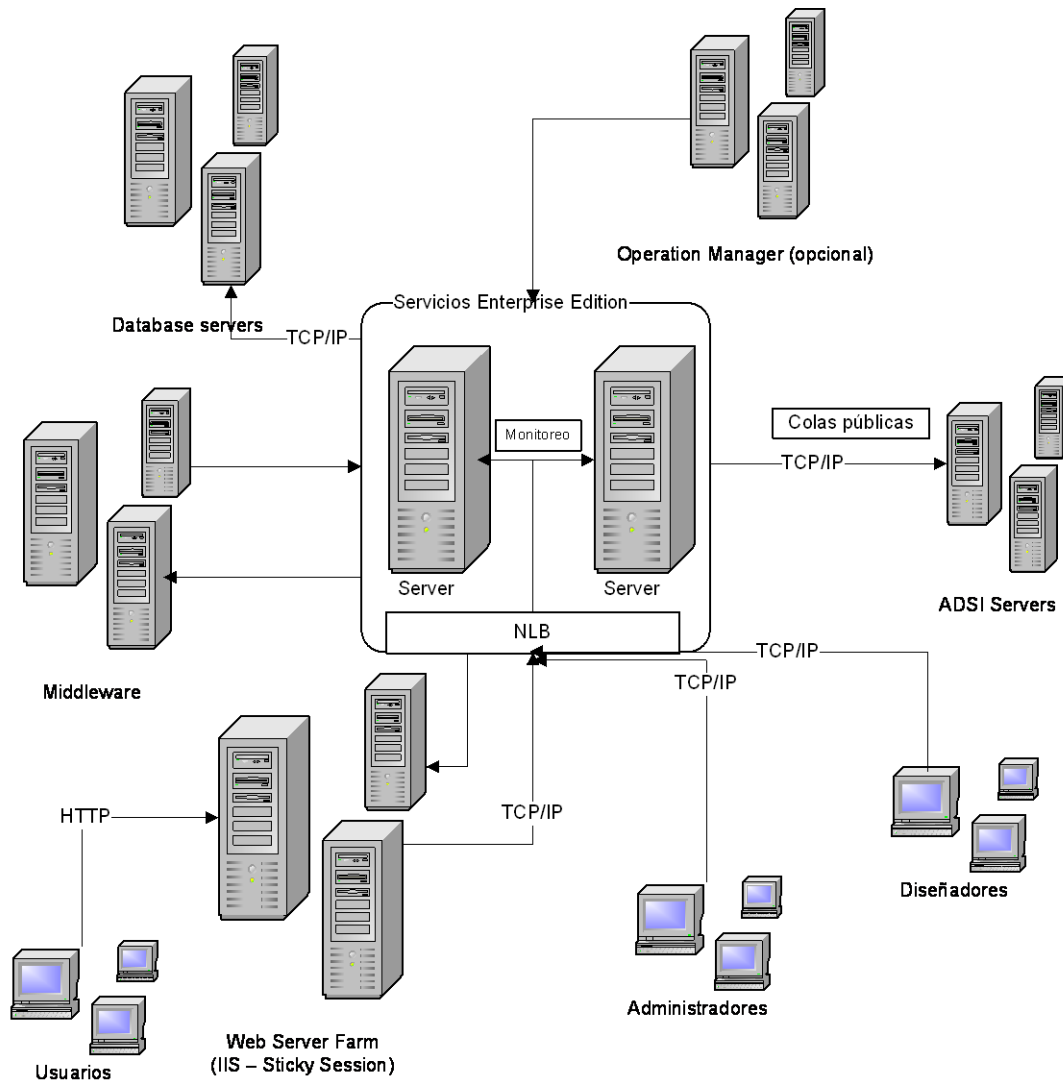 Operation Manager (opcional)
Servicios Enterprise Edition
Database servers
TCP/IP
Monitoreo
Colas públicas
TCP/IP
Server
Server
ADSI Servers
NLB
TCP/IP
TCP/IP
Middleware
HTTP
TCP/IP
Diseñadores
Administradores
Web Server Farm
(IIS – Sticky Session)
Usuarios